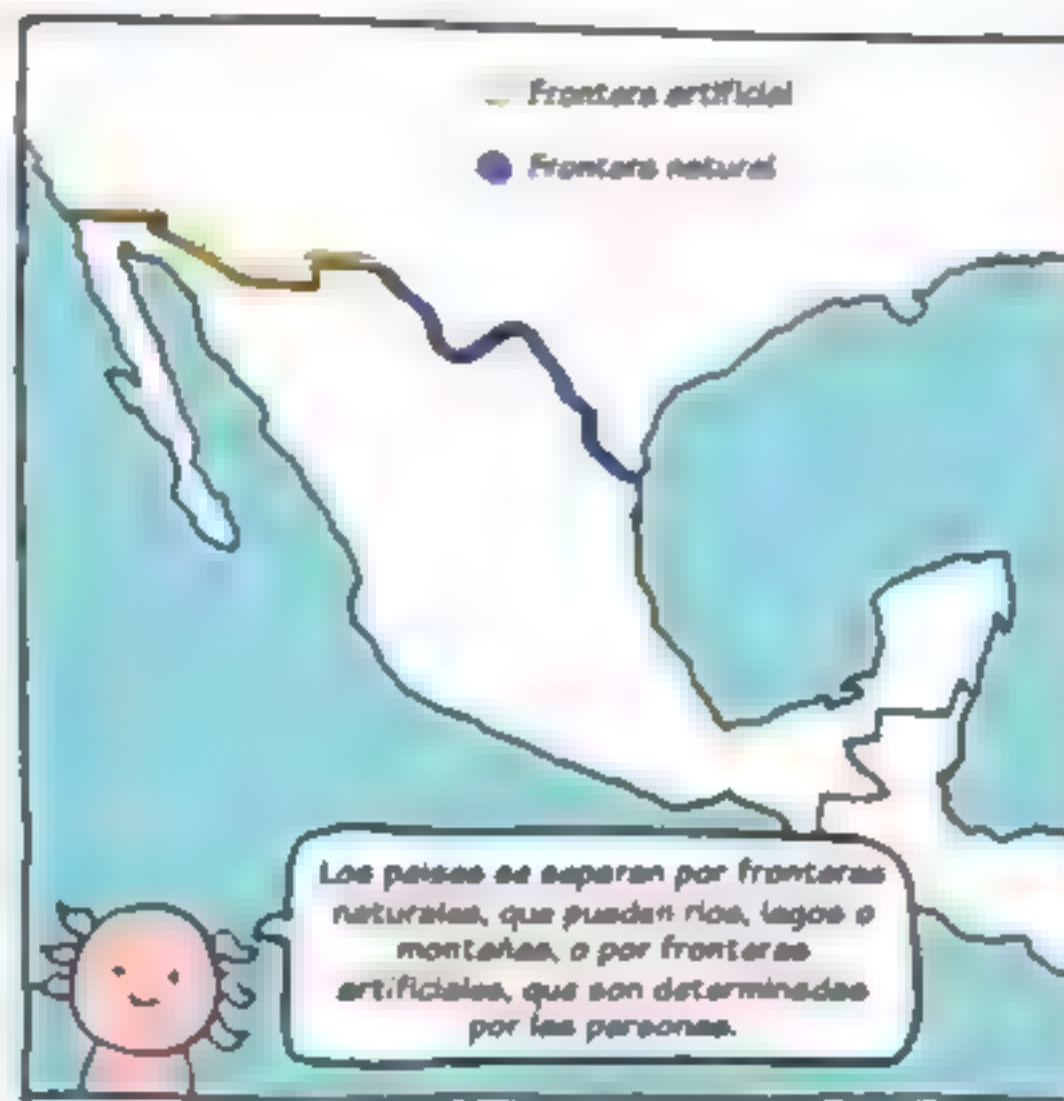 Frontera artificial
Frontera natural
Los países se separan por fronteras
naturales, que pueden ríos, lagos o
montañas, o por fronteras
artificiales, que son determinadas
por las personas.